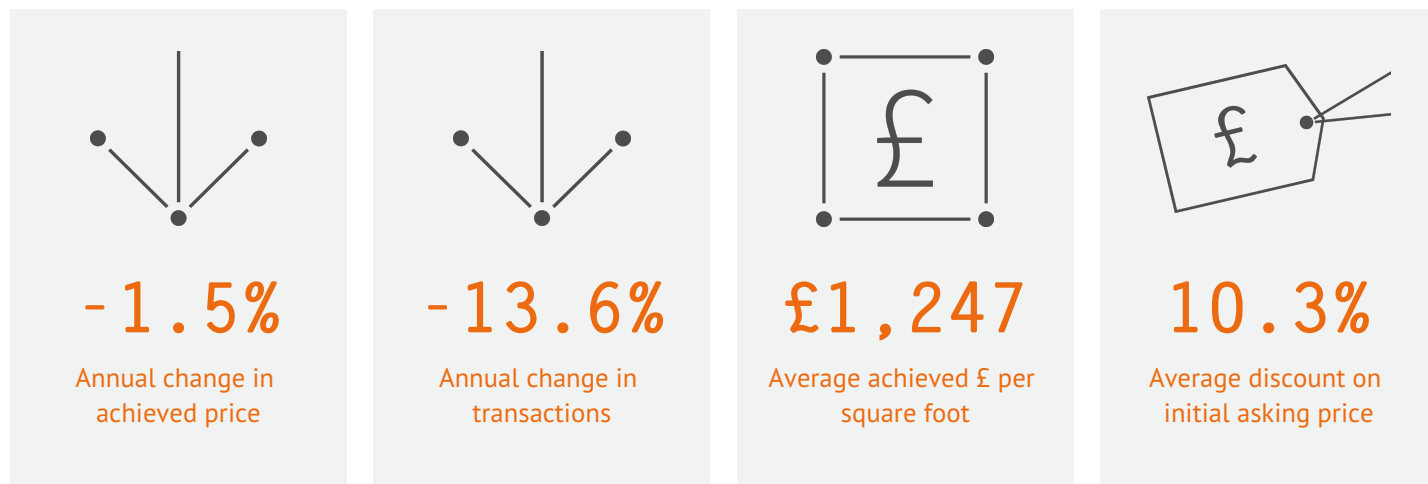 -1.5%
Annual change in
achieved price
-13.6%
Annual change in
transactions
£
£1,247
Average achieved £ per
square foot
£
10.3%
Average discount on
initial asking price